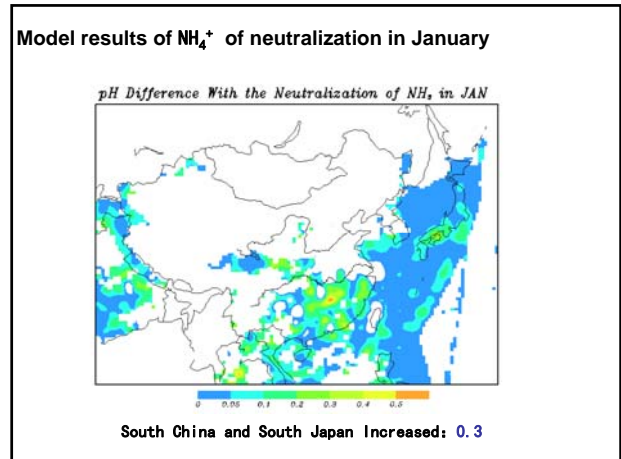 Model results of NH₄⁺ of neutralization in January
pH Difference With the Neutralization of NH, in JAN
0 0.05 0.1 0.2 0.3 0.4 0.5
South China and South Japan Increased: 0.3